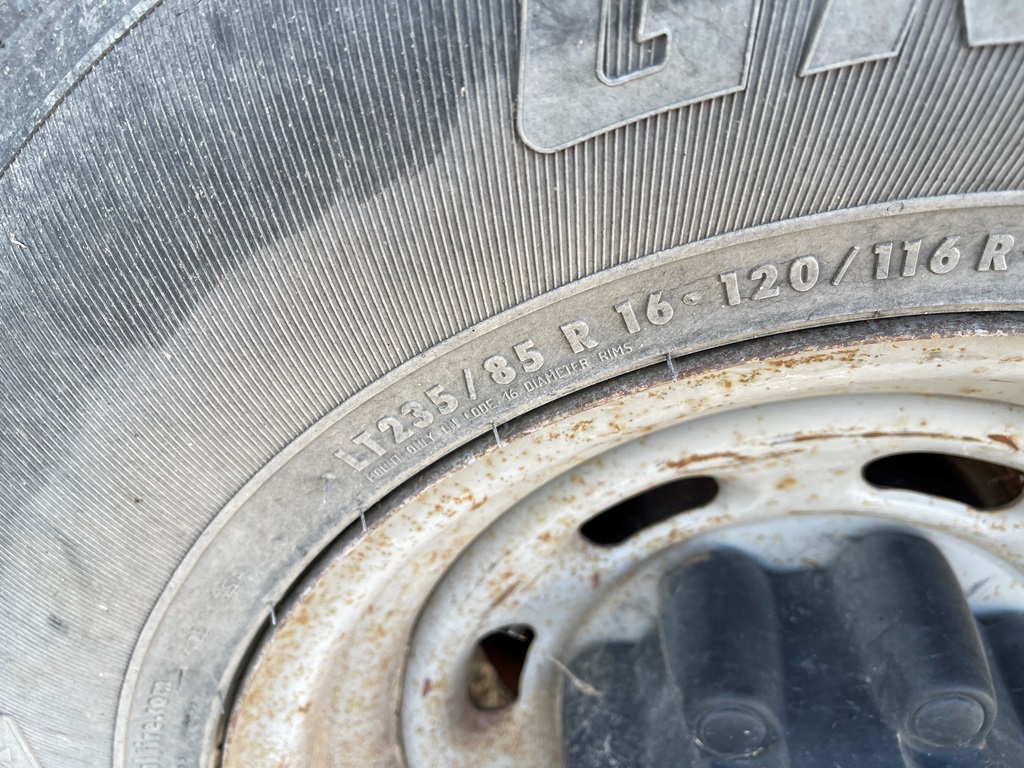 LT235/85 R 16 · 120/116 R
MOUNT ONLY ON CODE 16 DIAMETER RIMS